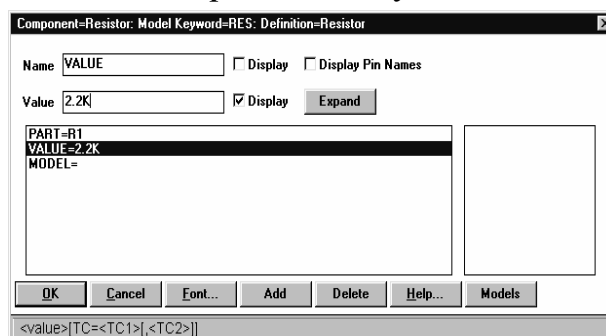 Component=Resistor: Model Keyword=RES: Definition=Resistor
Name VALUE Display Display Pin Names
Value 2.2K Display Expand
PART=R1
VALUE=2.2K
MODEL=
OK Cancel Font... Add Delete Help... Models
<value>[TC=<TC1>[,<TC2>]]